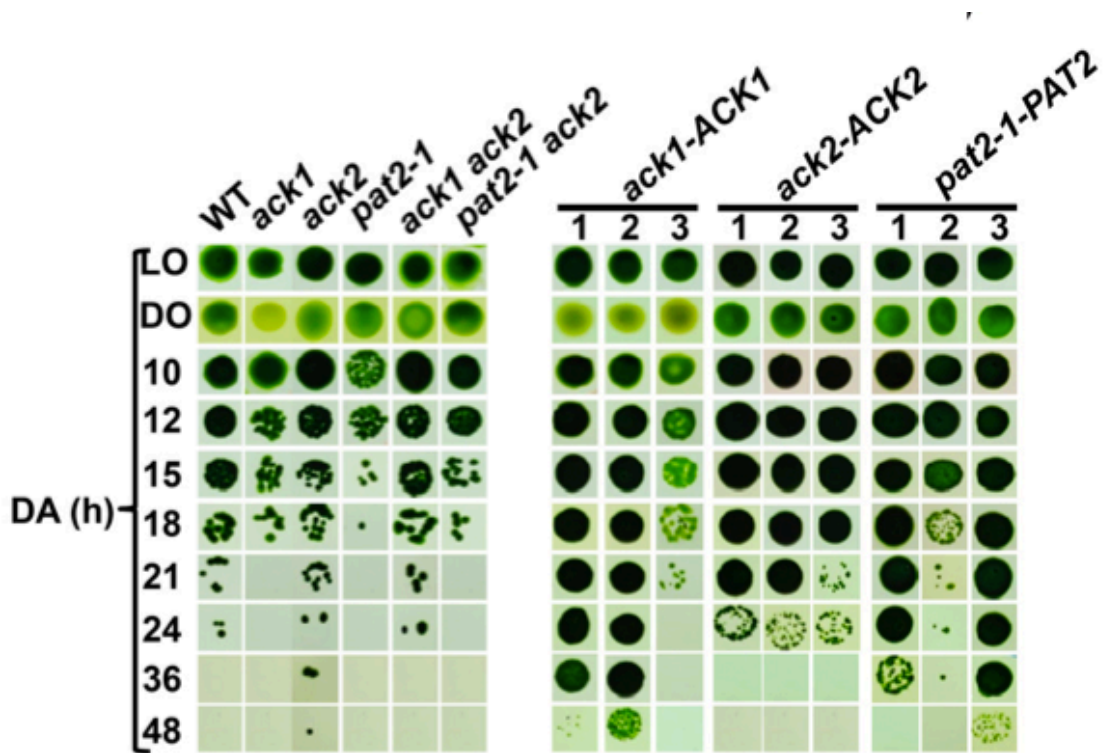 WT ack1 ack2 pat2-1 ack1 ack2 pat2-1 ack2 ack1-ACK1 ack2-ACK2 pat2-1-PAT2
1 2 3 1 2 3 1 2 3
LO
DO
10
12
15
DA (h)
18
21
24
36
48